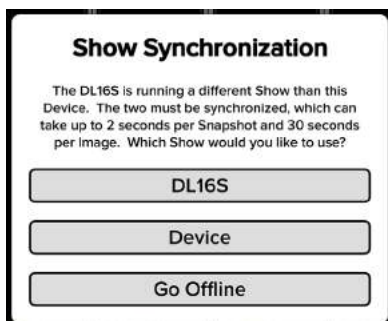 Show Synchronization
The DL16S is running a different Show than this
Device. The two must be synchronized, which can
take up to 2 seconds per Snapshot and 30 seconds
per Image. Which Show would you like to use?
DL16S
Device
Go Offline